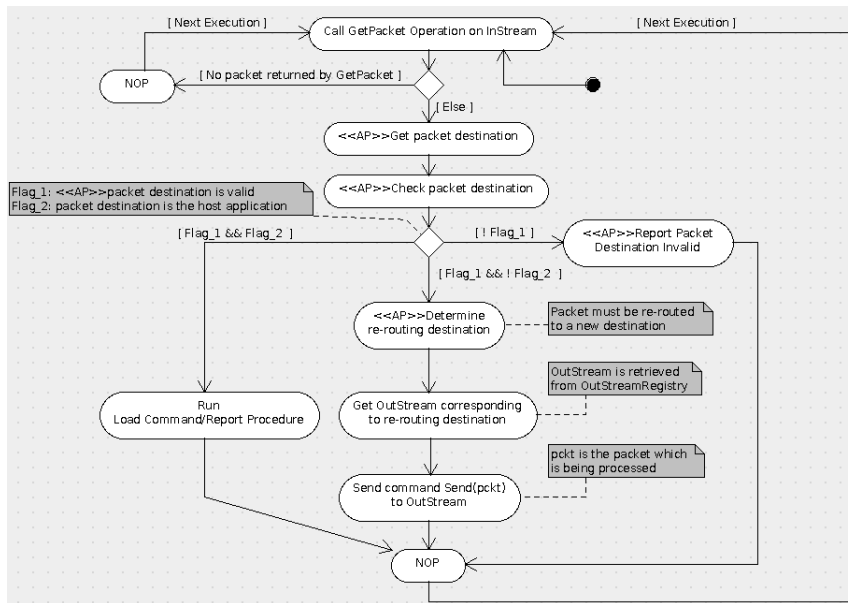 [ Next Execution ]
Call GetPacket Operation on InStream
[ Next Execution ]
NOP
[ No packet returned by GetPacket ]
[ Else ]
<<AP>>Get packet destination
<<AP>>Check packet destination
Flag_1: <<AP>>packet destination is valid
Flag_2: packet destination is the host application
[ Flag_1 && Flag_2 ]
[ ! Flag_1 ]
<<AP>>Report Packet
Destination Invalid
[ Flag_1 && ! Flag_2 ]
<<AP>>Determine
re-routing destination
Packet must be re-routed
to a new destination
OutStream is retrieved
from OutStreamRegistry
Run
Load Command/Report Procedure
Get OutStream corresponding
to re-routing destination
pckt is the packet which
is being processed
Send command Send(pckt)
to OutStream
NOP